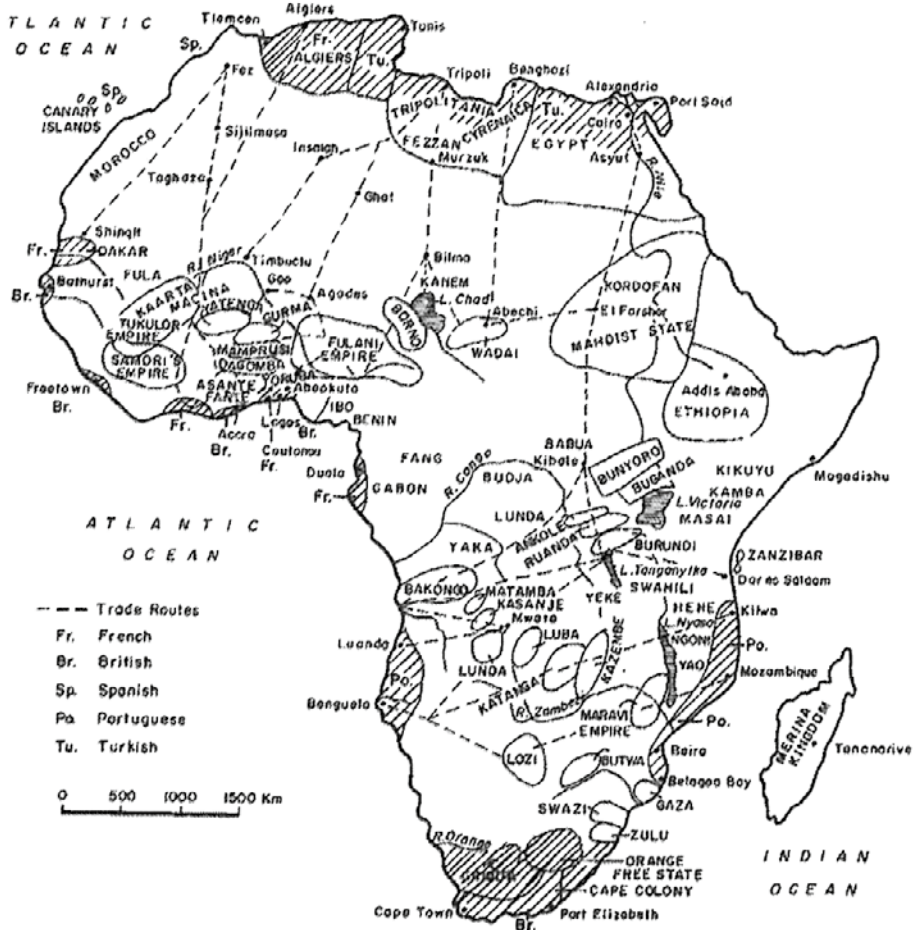 TLANTIC
OCEAN
Tlemcen
Algiers
Sp.
Fr.
ALGIERS
Tu.
Tunis
Fez
Tripoli
Benghazi
Alexandria
Port Said
Sp.
CANARY
ISLANDS
TRIPOLITANIA
CYRENAICA
Tu.
Cairo
MOROCCO
Sijilmasa
Insalah
FEZZAN
Murzuk
EGYPT
Asyut
R. Nile
Taghaza
Ghat
Shingit
Fr.
DAKAR
R. Niger
Timbuctu
Bilma
Bathurst
Br.
FULA
Gao
KANEM
L. Chad
KORDOFAN
KAARTA
MACINA
YATENGA
GURMA
Agades
BORNO
Abechi
El Farsher
TUKULOR
EMPIRE
MAMPRUSI
FULANI
EMPIRE
WADAI
MAHDIST STATE
SAMORI'S
EMPIRE
DAGOMBA
ASANTE
FANTE
YORUBA
Abeokuta
Addis Ababa
ETHIOPIA
Freetown
Br.
IBO
Lagos
BENIN
Fr.
Accra
Br.
Cautonou
Fr.
Br.
BABUA
Kibale
BUNYORO
BUGANDA
KIKUYU
KAMBA
Mogadishu
FANG
R. Congo
BUDJA
Duala
Fr.
GABON
L. Victoria
MASAI
LUNDA
ANKOLE
RUANDA
ATLANTIC
OCEAN
YAKA
BURUNDI
ZANZIBAR
L. Tanganyika
Dar es Salaam
BAKONGO
MATAMBA
KASANJE
Mwata
YEKE
SWAHILI
HEHE
Kilwa
L. Nyasa
NGONI
Trade Routes
Fr. French
Br. British
Sp. Spanish
Po. Portuguese
Tu. Turkish
Luanda
LUNDA
LUBA
KAZEMBE
Po.
YAO
Mozambique
Po.
KATANGA
Benguela
R. Zambezi
MARAVI
EMPIRE
Po.
MERINA
KINGDOM
Tananarive
LOZI
BUTWA
Beira
Delagoa Bay
GAZA
0 500 1000 1500 Km
SWAZI
ZULU
R. Orange
GRIQUA
ORANGE
FREE STATE
CAPE COLONY
INDIAN
OCEAN
Cape Town
Br.
Port Elizabeth